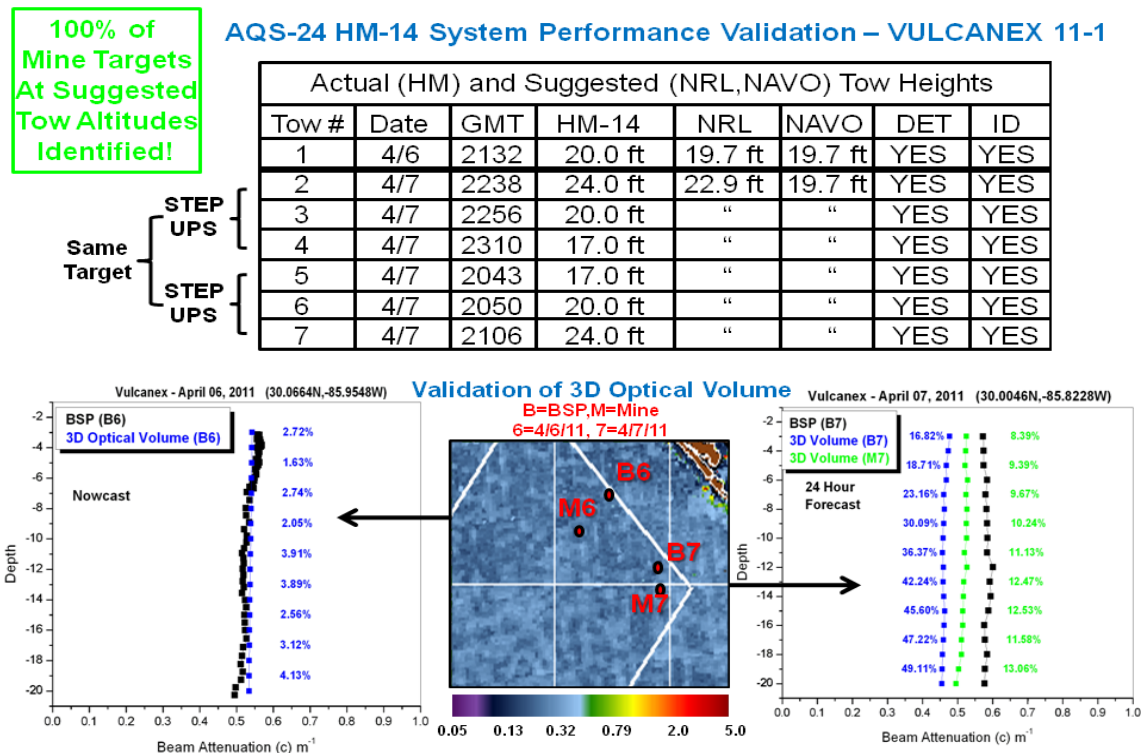 100% of
Mine Targets
At Suggested
Tow Altitudes
Identified!
AQS-24 HM-14 System Performance Validation – VULCANEX 11-1
Actual (HM) and Suggested (NRL,NAVO) Tow Heights
Tow # Date GMT HM-14 NRL NAVO DET ID
1 4/6 2132 20.0 ft 19.7 ft 19.7 ft YES YES
2 4/7 2238 24.0 ft 22.9 ft 19.7 ft YES YES
3 4/7 2256 20.0 ft “ “ YES YES
4 4/7 2310 17.0 ft “ “ YES YES
5 4/7 2043 17.0 ft “ “ YES YES
6 4/7 2050 20.0 ft “ “ YES YES
7 4/7 2106 24.0 ft “ “ YES YES
Same
Target
STEP
UPS
STEP
UPS
Validation of 3D Optical Volume
Vulcanex - April 06, 2011 (30.0664N,-85.9548W)
BSP (B6)
3D Optical Volume (B6)
Nowcast
2.72%
1.63%
2.74%
2.05%
3.91%
3.89%
2.56%
3.12%
4.13%
Depth
-2
-4
-6
-8
-10
-12
-14
-16
-18
-20
0.0 0.1 0.2 0.3 0.4 0.5 0.6 0.7 0.8 0.9 1.0
Beam Attenuation (c) m-1
B=BSP,M=Mine
6=4/6/11, 7=4/7/11
B6
M6
B7
M7
0.05 0.13 0.32 0.79 2.0 5.0
Vulcanex - April 07, 2011 (30.0046N,-85.8228W)
BSP (B7)
3D Volume (B7)
3D Volume (M7)
24 Hour
Forecast
16.82%
18.71%
23.16%
30.09%
36.37%
42.24%
45.60%
47.22%
49.11%
8.39%
9.39%
9.67%
10.24%
11.13%
12.47%
12.53%
11.58%
13.06%
Depth
-2
-4
-6
-8
-10
-12
-14
-16
-18
-20
0.0 0.1 0.2 0.3 0.4 0.5 0.6 0.7 0.8 0.9 1.0
Beam Attenuation (c) m-1